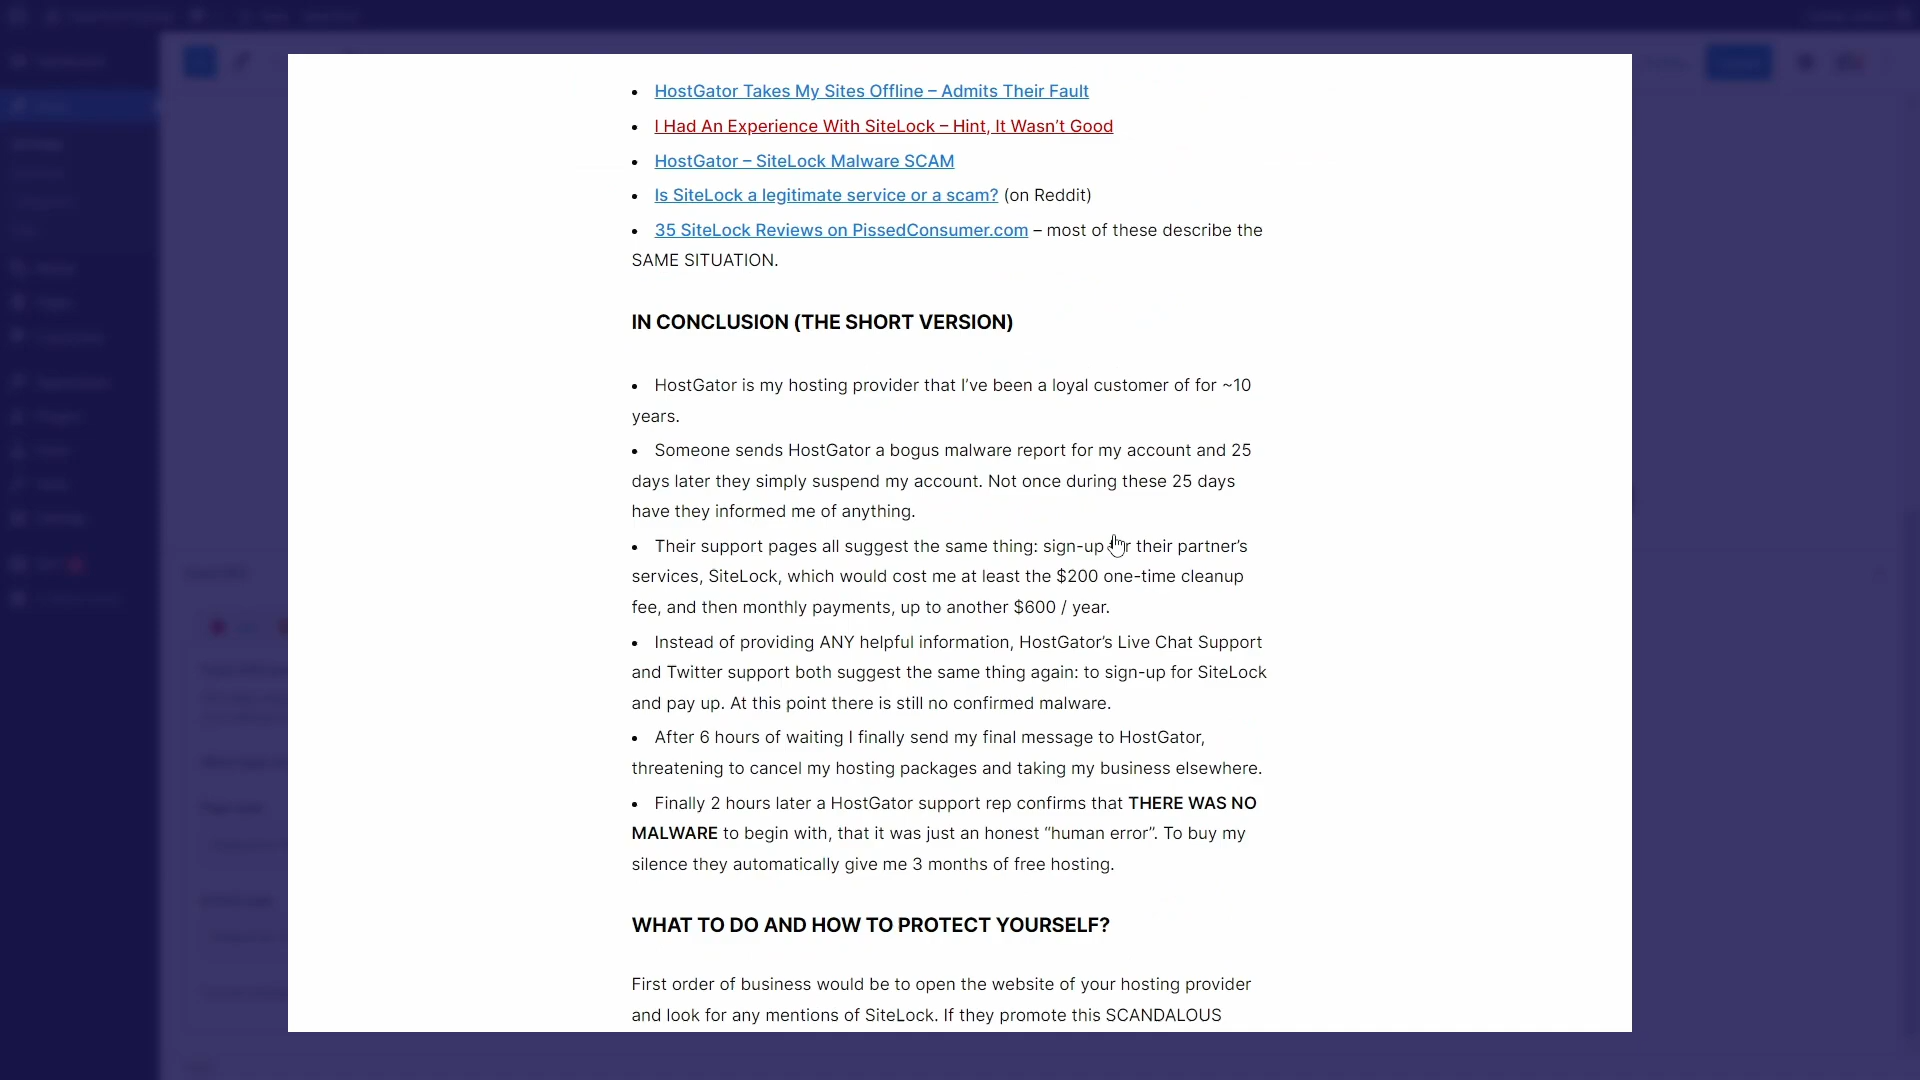 HostGator Takes My Sites Offline – Admits Their Fault
I Had An Experience With SiteLock – Hint, It Wasn’t Good
HostGator – SiteLock Malware SCAM
Is SiteLock a legitimate service or a scam? (on Reddit)
35 SiteLock Reviews on PissedConsumer.com – most of these describe the
SAME SITUATION.
IN CONCLUSION (THE SHORT VERSION)
HostGator is my hosting provider that I’ve been a loyal customer of for ~10
years.
Someone sends HostGator a bogus malware report for my account and 25
days later they simply suspend my account. Not once during these 25 days
have they informed me of anything.
Their support pages all suggest the same thing: sign-up their partner’s
services, SiteLock, which would cost me at least the $200 one-time cleanup
fee, and then monthly payments, up to another $600 / year.
Instead of providing ANY helpful information, HostGator’s Live Chat Support
and Twitter support both suggest the same thing again: to sign-up for SiteLock
and pay up. At this point there is still no confirmed malware.
After 6 hours of waiting I finally send my final message to HostGator,
threatening to cancel my hosting packages and taking my business elsewhere.
Finally 2 hours later a HostGator support rep confirms that THERE WAS NO
MALWARE to begin with, that it was just an honest “human error”. To buy my
silence they automatically give me 3 months of free hosting.
WHAT TO DO AND HOW TO PROTECT YOURSELF?
First order of business would be to open the website of your hosting provider
and look for any mentions of SiteLock. If they promote this SCANDALOUS